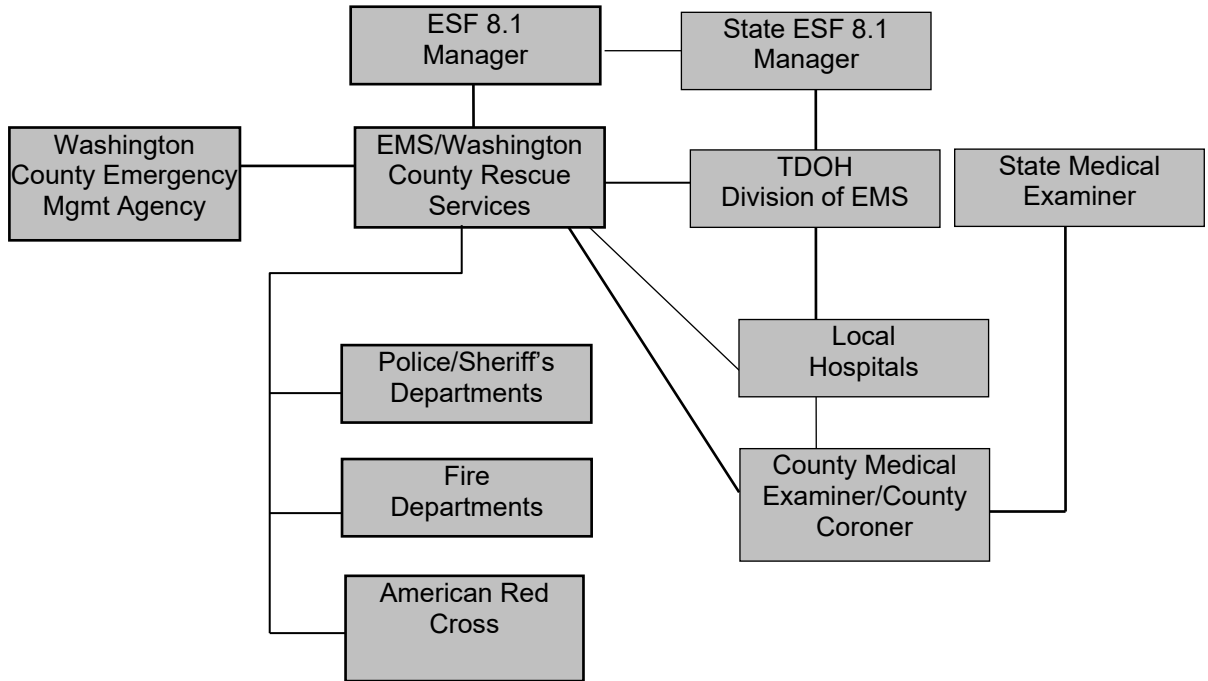 ESF 8.1
Manager
State ESF 8.1
Manager
Washington
County Emergency
Mgmt Agency
EMS/Washington
County Rescue
Services
TDOH
Division of EMS
State Medical
Examiner
Local
Hospitals
Police/Sheriff’s
Departments
County Medical
Examiner/County
Coroner
Fire
Departments
American Red
Cross